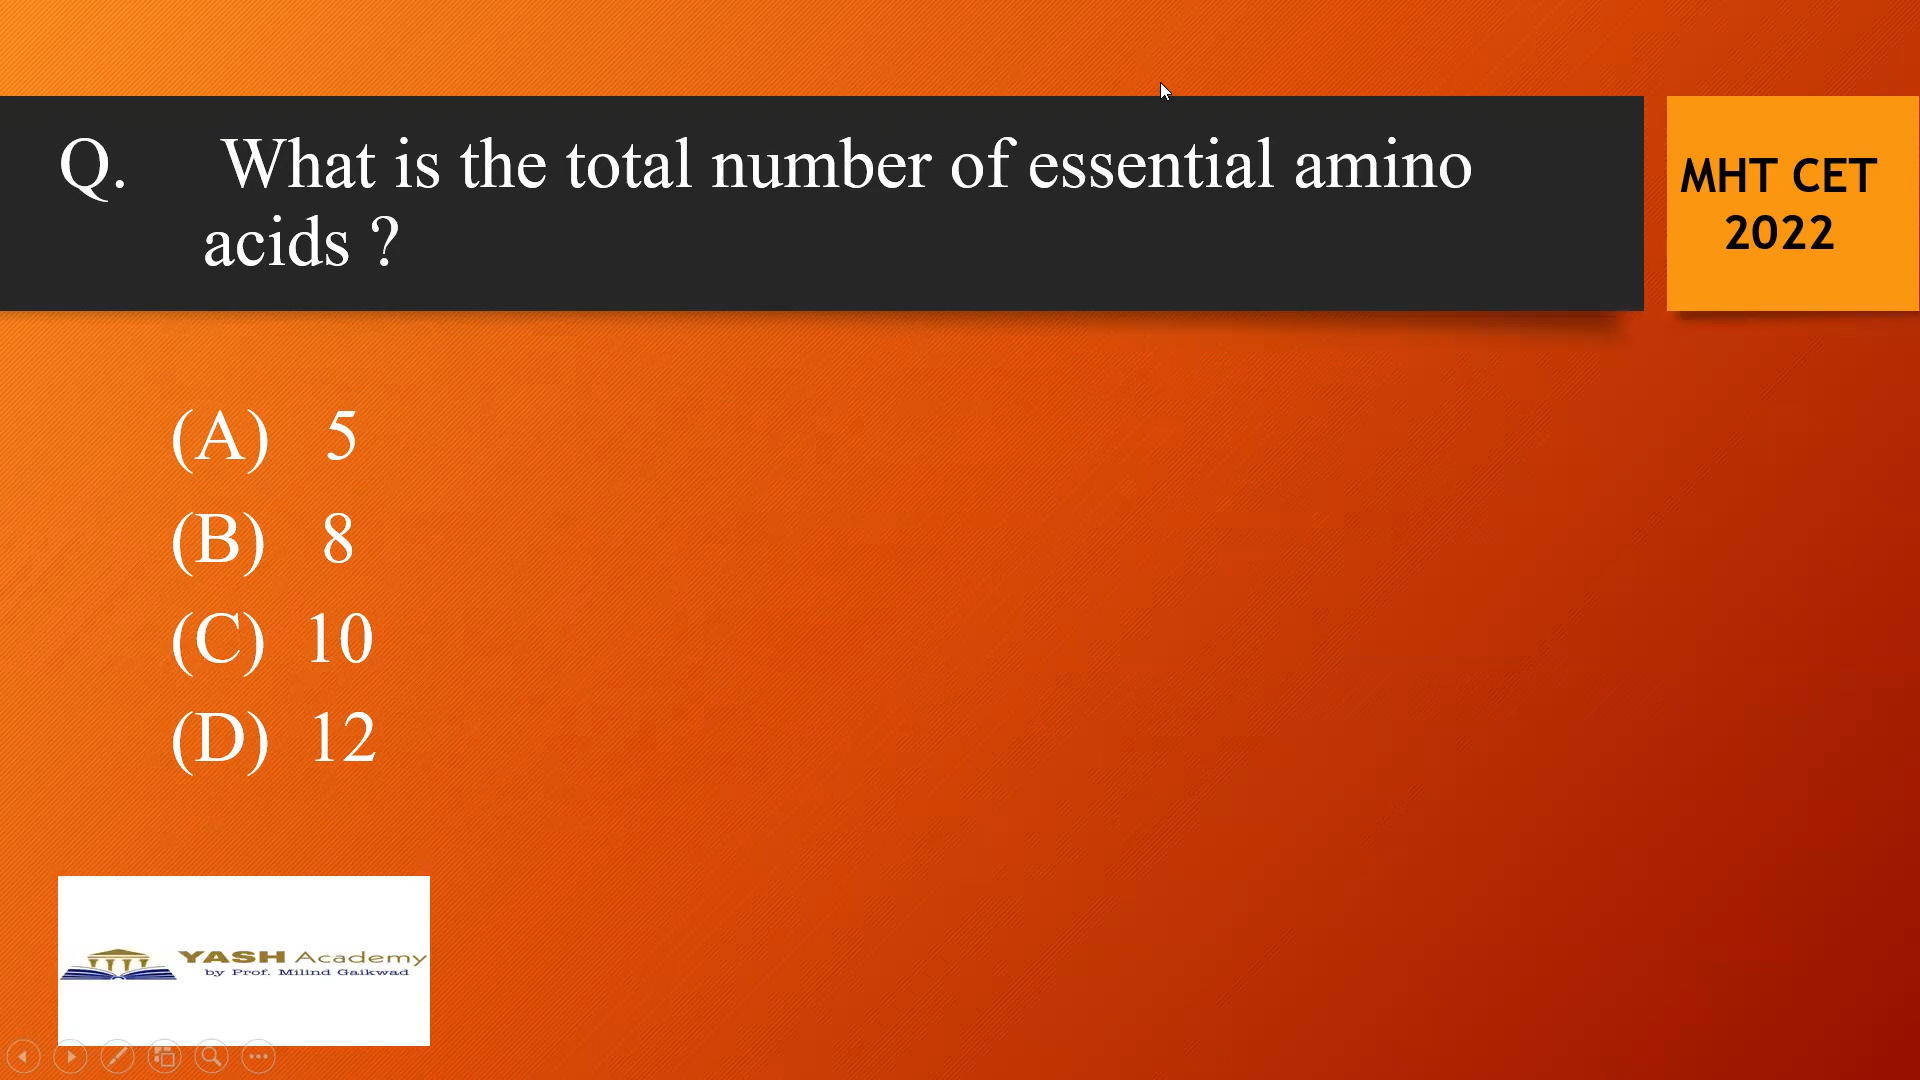 Q. What is the total number of essential amino
acids ?
MHT CET
2022
(A) 5
(B) 8
(C) 10
(D) 12
YASH Academy
by Prof. Milind Gaikwad